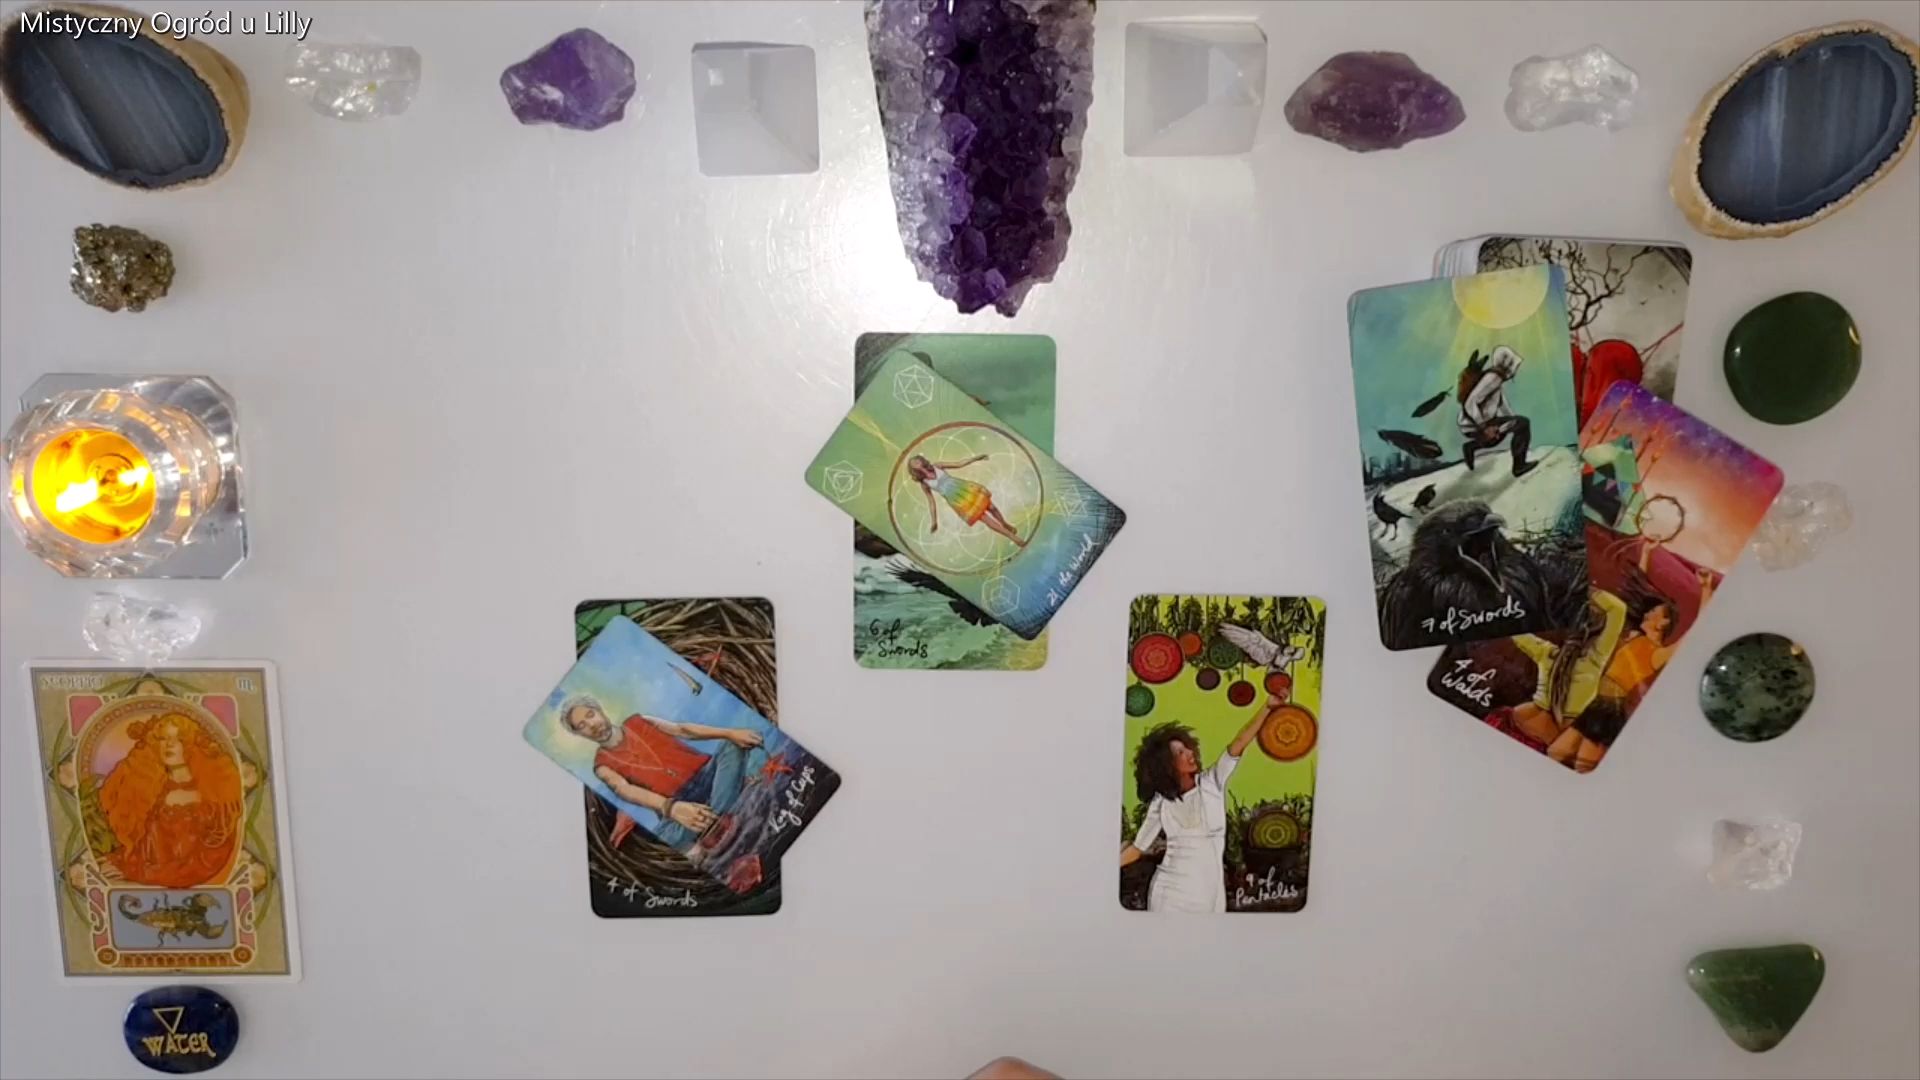 Mistyczny Ogród u Lilly
SCORPIO
♏
21 the World
6 of
Swords
7 of Swords
4 of
Wands
King of Cups
4 of Swords
9 of
Pentacles
WATER